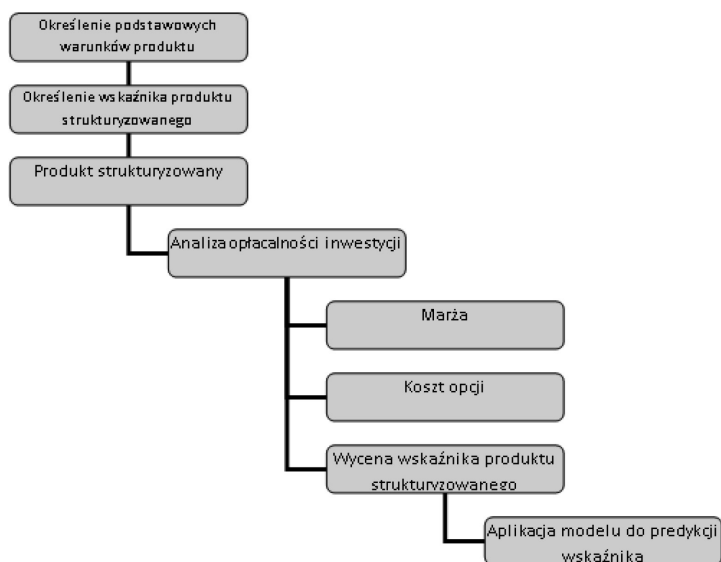 Określenie podstawowych
warunków produktu
Określenie wskaźnika produktu
strukturyzowanego
Produkt strukturyzowany
Analiza opłacalności inwestycji
Marża
Koszt opcji
Wycena wskaźnika produktu
strukturyzowanego
Aplikacja modelu do predykcji
wskaźnika